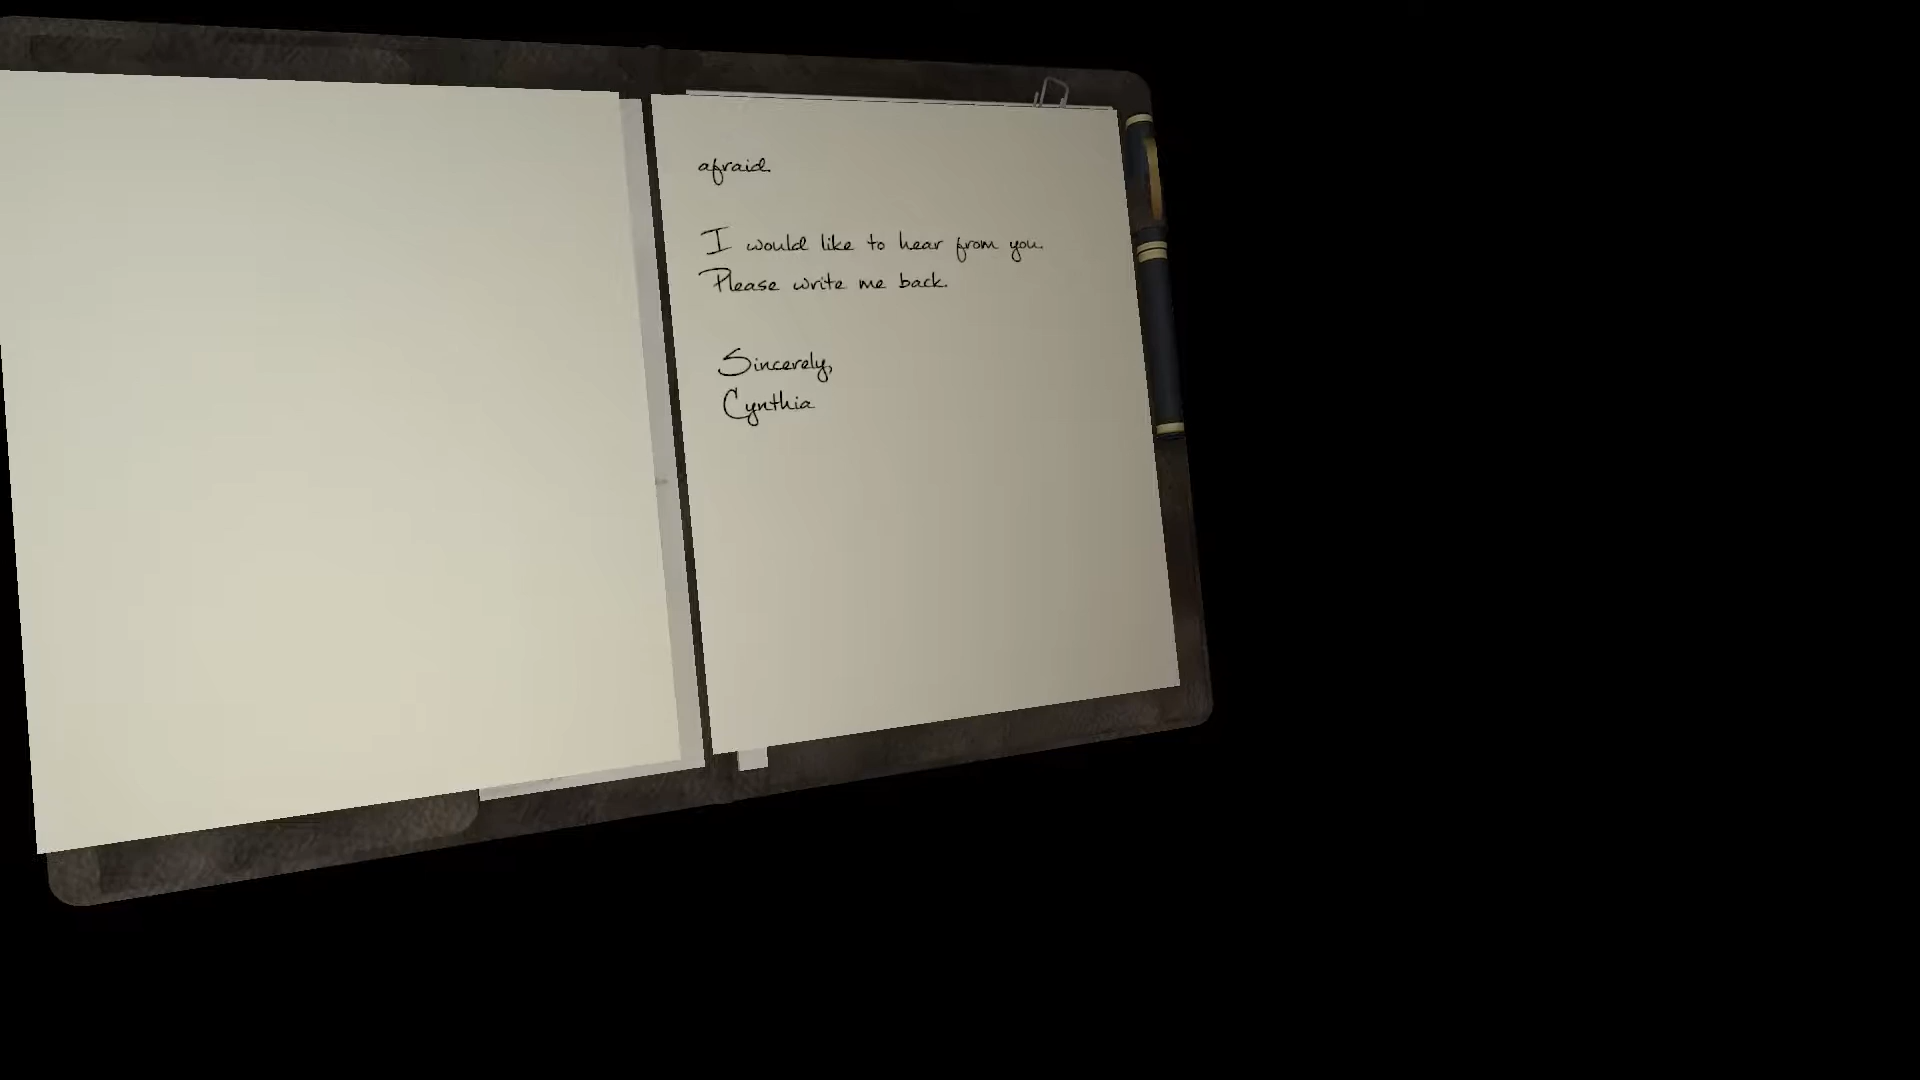 afraid.
I would like to hear from you.
Please write me back.
Sincerely,
Cynthia